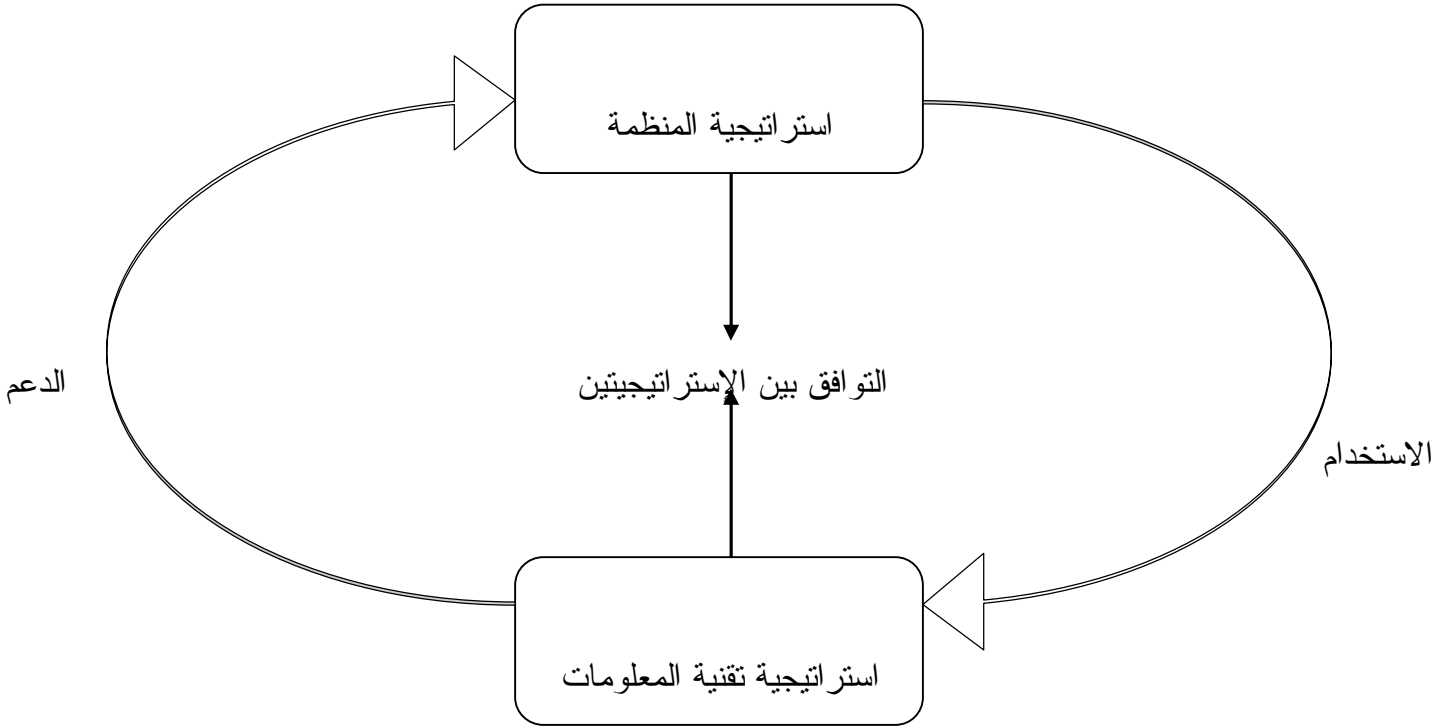 استراتيجية المنظمة
التوافق بين الإستراتيجيتين
الدعم
الاستخدام
استراتيجية تقنية المعلومات